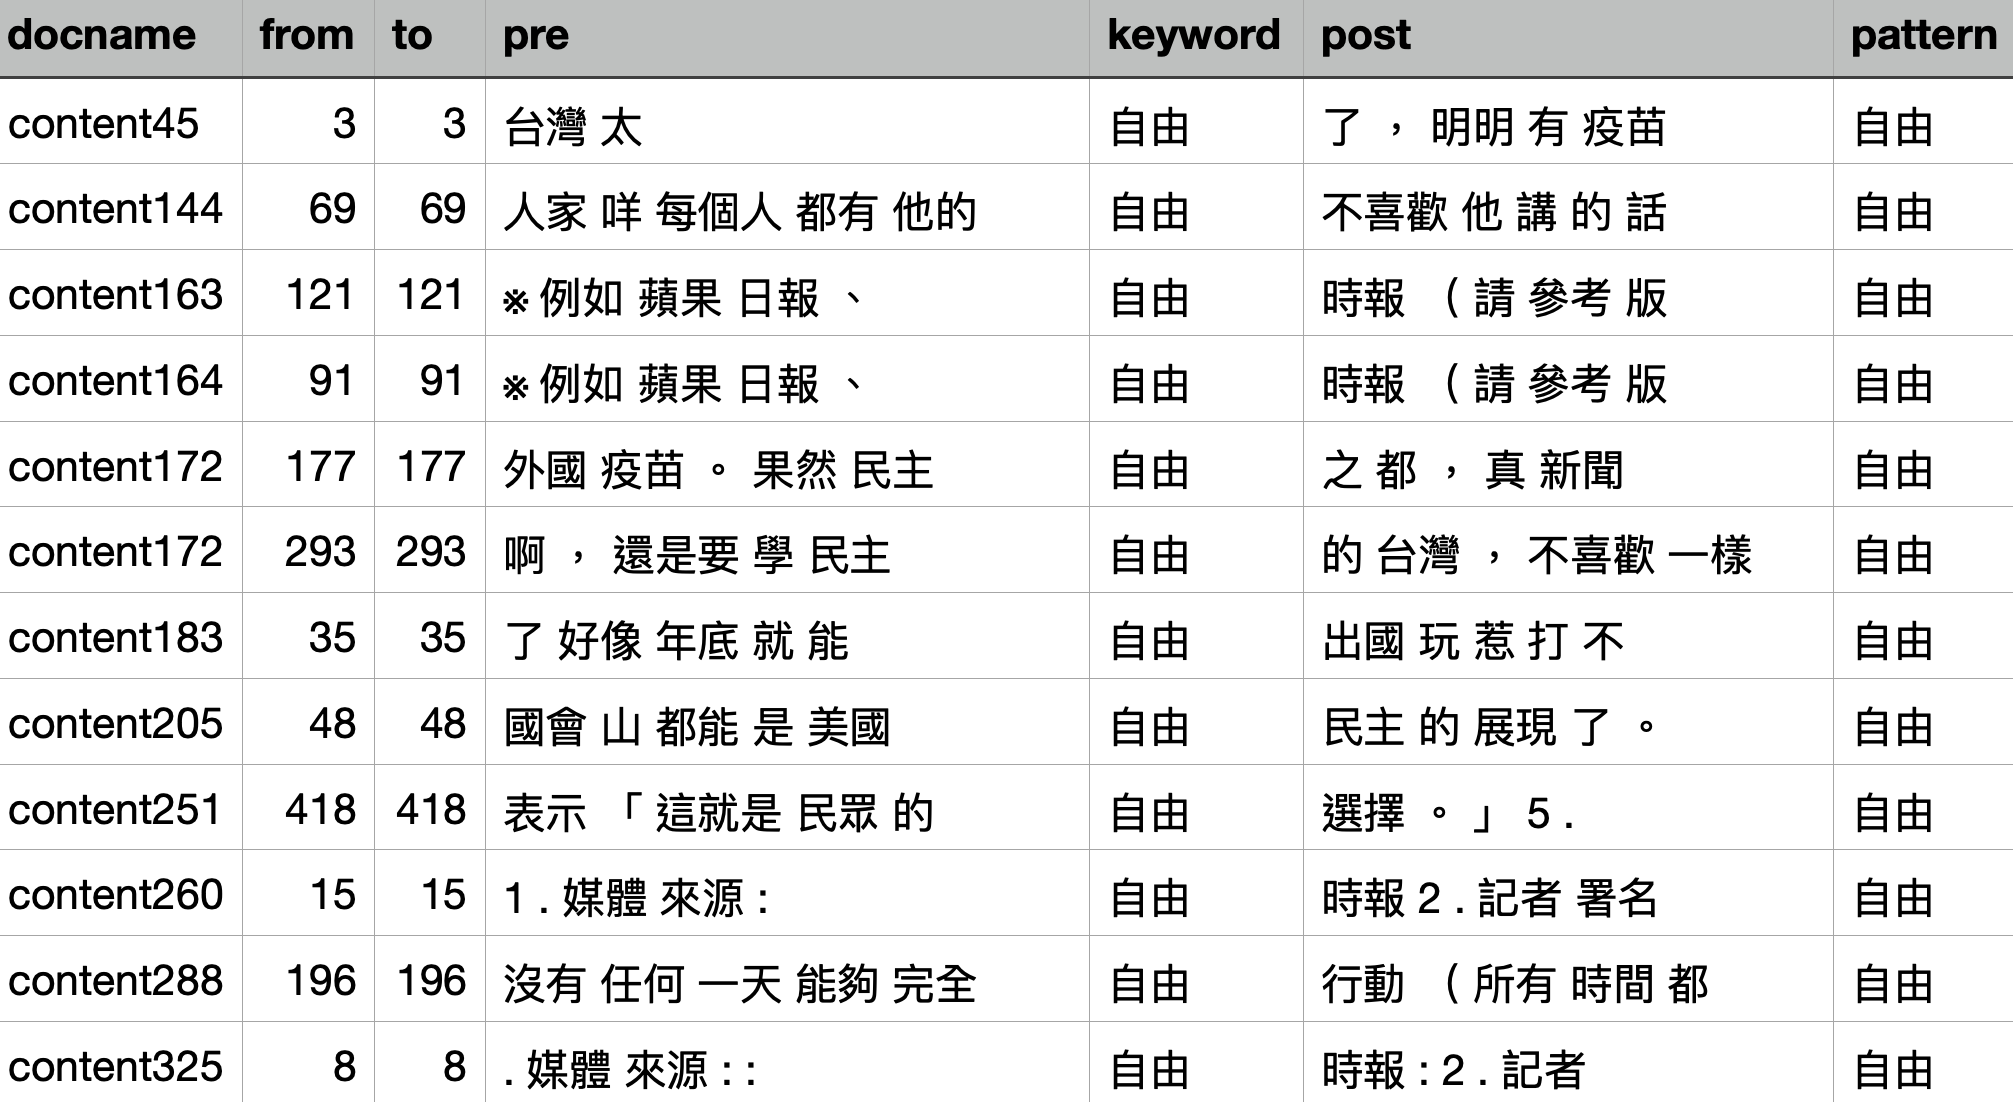 docname from to pre keyword post pattern
content45 3 3 台灣 太 自由 了 ， 明明 有 疫苗 自由
content144 69 69 人家 咩 每個人 都有 他的 自由 不喜歡 他 講 的 話 自由
content163 121 121 ※ 例如 蘋果 日報 、 自由 時報 （ 請 參考 版 自由
content164 91 91 ※ 例如 蘋果 日報 、 自由 時報 （ 請 參考 版 自由
content172 177 177 外國 疫苗 。 果然 民主 自由 之 都 ， 真 新聞 自由
content172 293 293 啊 ， 還是要 學 民主 自由 的 台灣 ， 不喜歡 一樣 自由
content183 35 35 了 好像 年底 就 能 自由 出國 玩 惹 打 不 自由
content205 48 48 國會 山 都能 是 美國 自由 民主 的 展現 了 。 自由
content251 418 418 表示 「 這就是 民眾 的 自由 選擇 。 」 5 . 自由
content260 15 15 1 . 媒體 來源 : 自由 時報 2 . 記者 署名 自由
content288 196 196 沒有 任何 一天 能夠 完全 自由 行動 （ 所有 時間 都 自由
content325 8 8 . 媒體 來源 : : 自由 時報 : 2 . 記者 自由